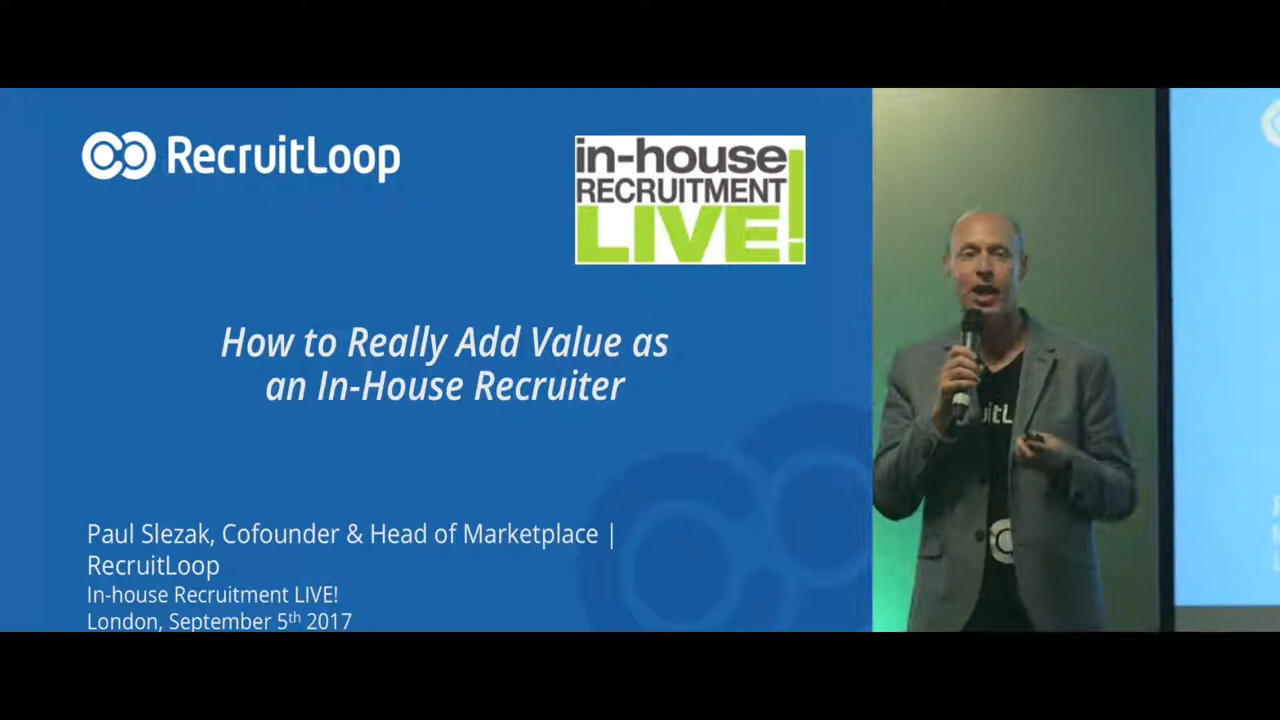 RecruitLoop
in-house
RECRUITMENT
LIVE!
How to Really Add Value as
an In-House Recruiter
Paul Slezak, Cofounder & Head of Marketplace |
RecruitLoop
In-house Recruitment LIVE!
London, September 5th 2017